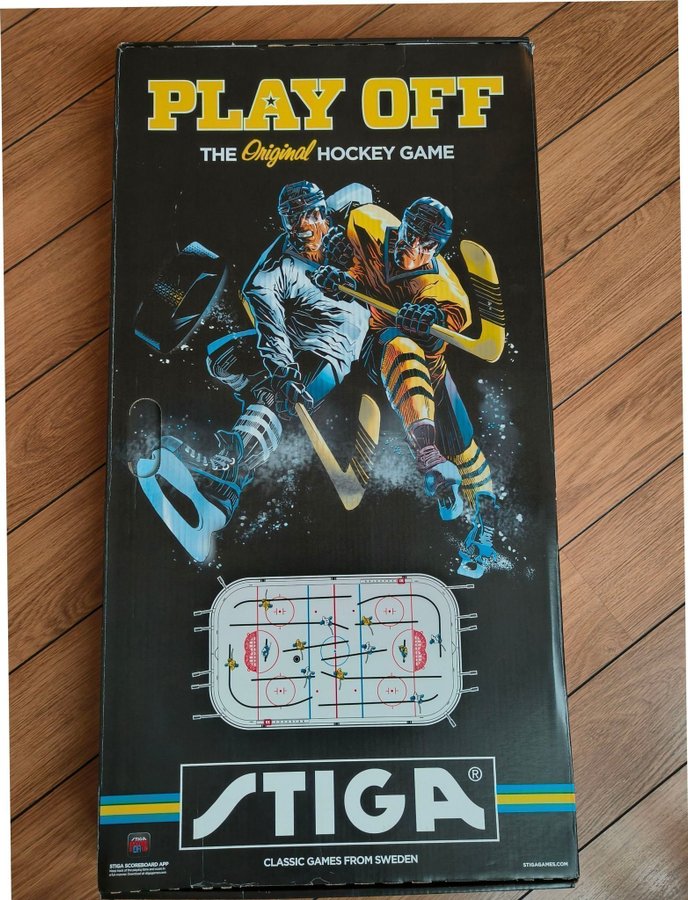 PLAY OFF
THE Original HOCKEY GAME
STIGA®
CLASSIC GAMES FROM SWEDEN
STIGA SCOREBOARD APP
STIGAGAMES.COM